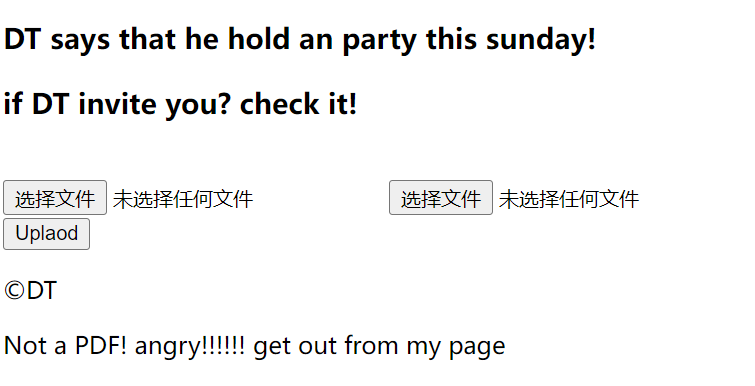 DT says that he hold an party this sunday!
if DT invite you? check it!
选择文件 未选择任何文件 选择文件 未选择任何文件
Uplaod
©DT
Not a PDF! angry!!!!!! get out from my page